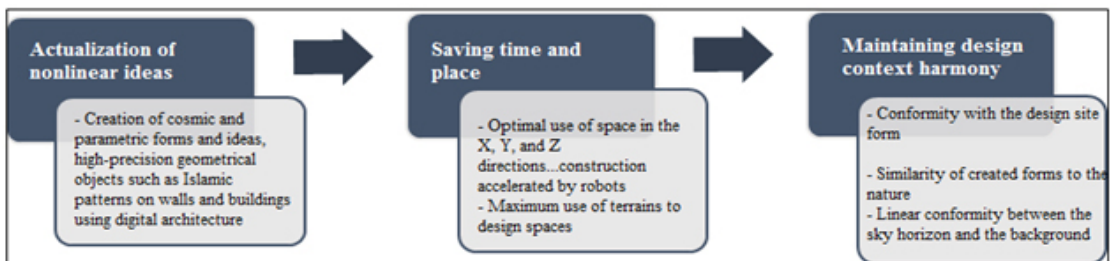 Actualization of
nonlinear ideas
- Creation of cosmic and
parametric forms and ideas,
high-precision geometrical
objects such as Islamic
patterns on walls and buildings
using digital architecture
Saving time and
place
- Optimal use of space in the
X, Y, and Z
directions...construction
accelerated by robots
- Maximum use of terrains to
design spaces
Maintaining design
context harmony
- Conformity with the design site
form
- Similarity of created forms to the
nature
- Linear conformity between the
sky horizon and the background